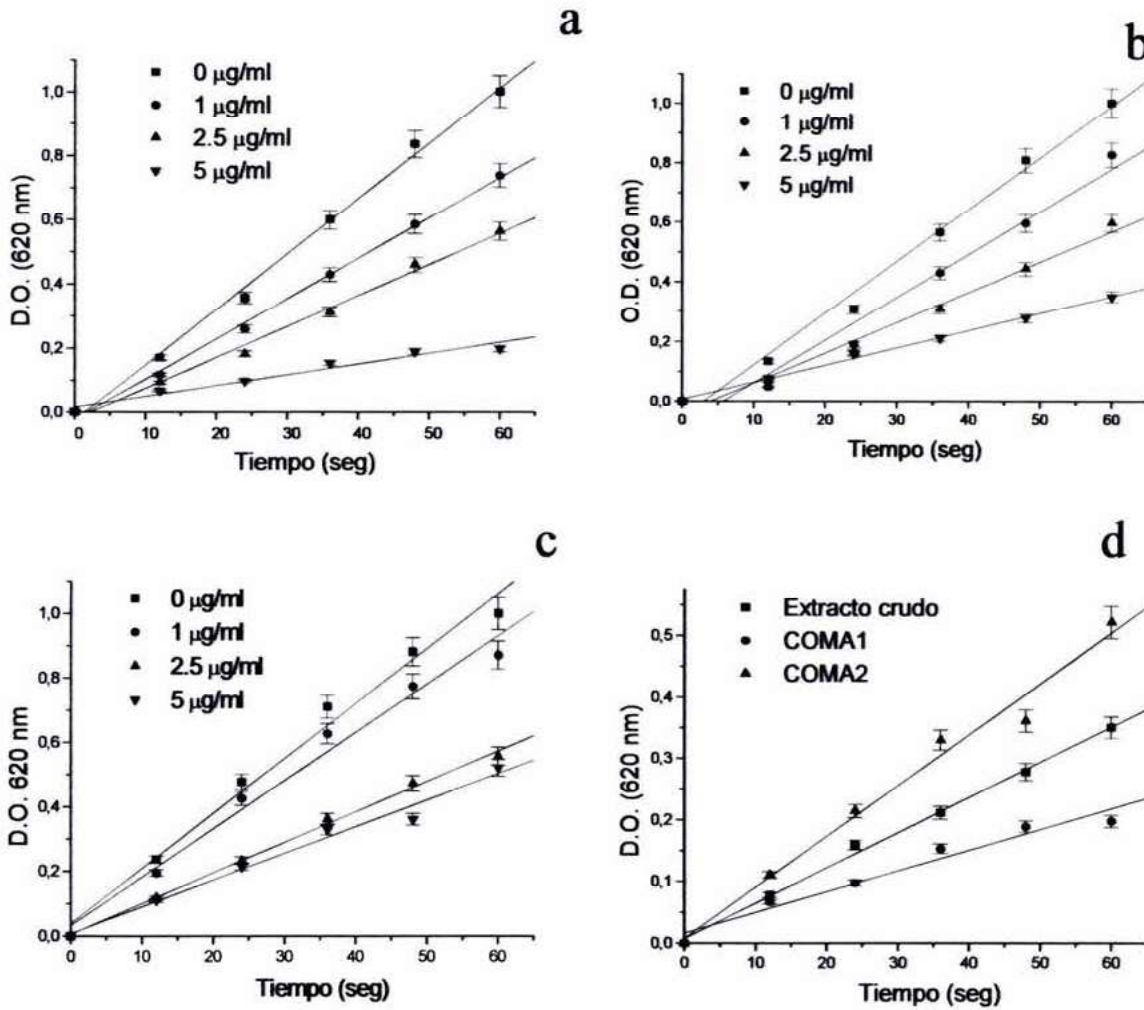 a
0 μg/ml
1 μg/ml
2.5 μg/ml
5 μg/ml
1,0
0,8
0,6
0,4
0,2
0,0
D.O. (620 nm)
0 10 20 30 40 50 60
Tiempo (seg)
b
0 μg/ml
1 μg/ml
2.5 μg/ml
5 μg/ml
1,0
0,8
0,6
0,4
0,2
0,0
O.D. (620 nm)
0 10 20 30 40 50 60
Tiempo (seg)
c
0 μg/ml
1 μg/ml
2.5 μg/ml
5 μg/ml
1,0
0,8
0,6
0,4
0,2
0,0
D.O. 620 nm
0 10 20 30 40 50 60
Tiempo (seg)
d
Extracto crudo
COMA1
COMA2
0,5
0,4
0,3
0,2
0,1
0,0
D.O. (620 nm)
0 10 20 30 40 50 60
Tiempo (seg)